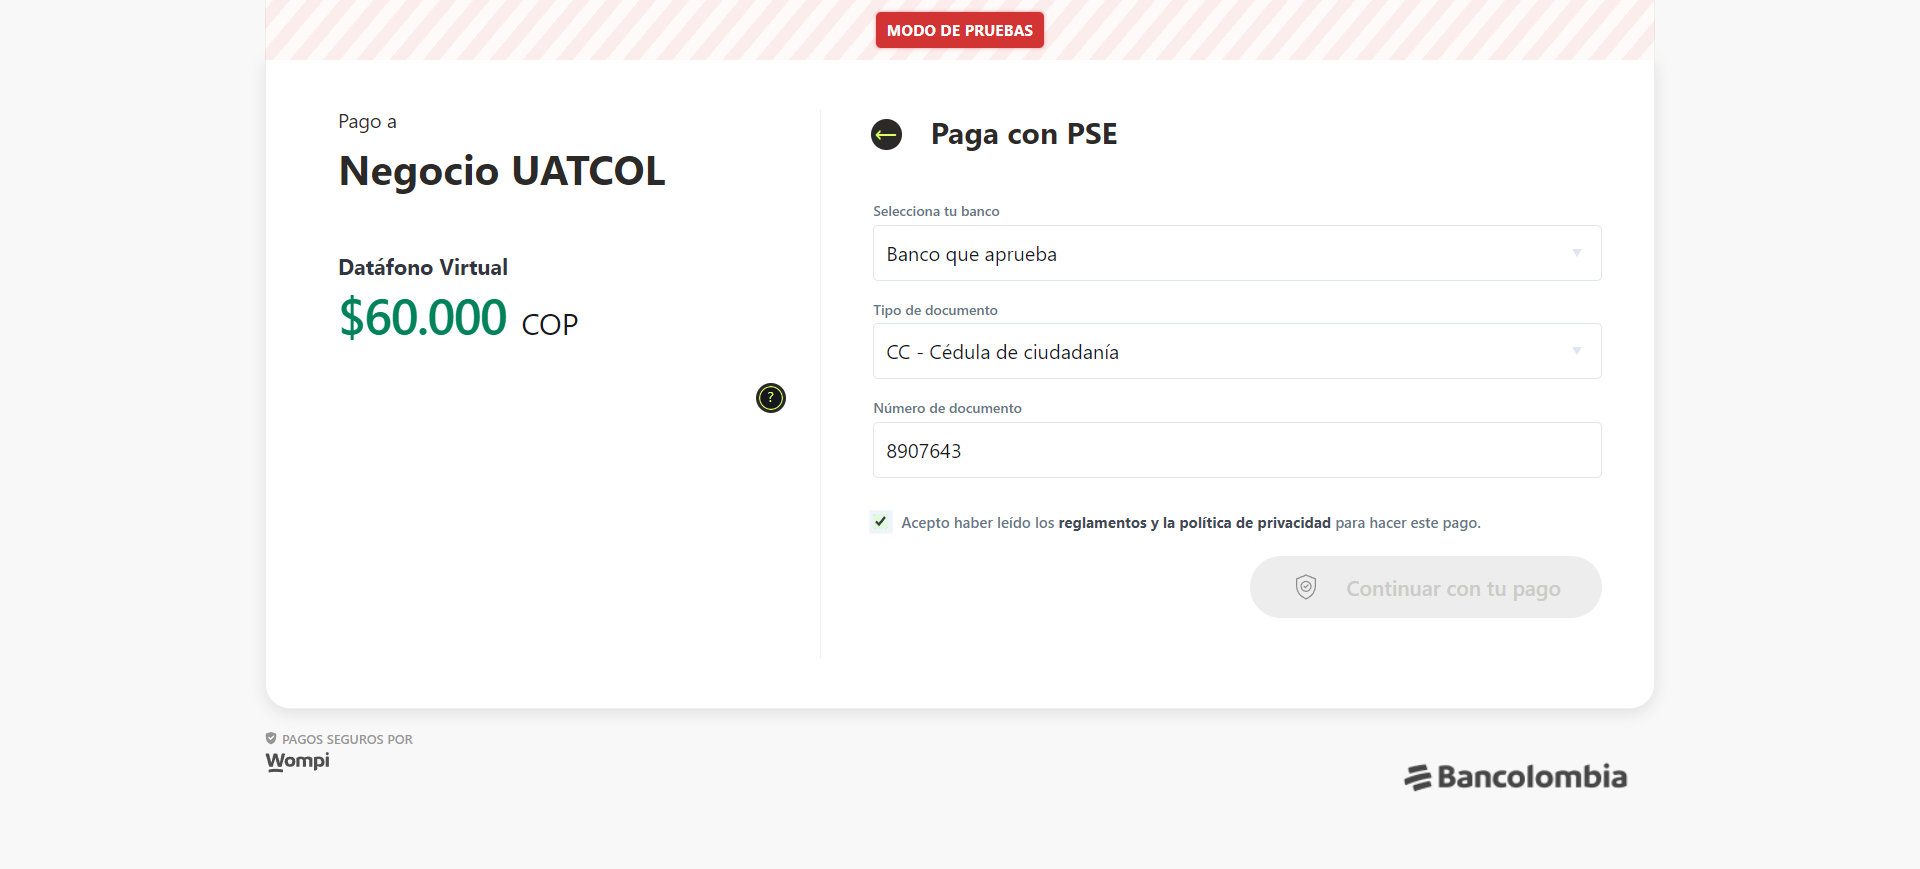 MODO DE PRUEBAS
Pago a
Negocio UATCOL
Datáfono Virtual
$60.000 COP
?
Paga con PSE
Selecciona tu banco
Banco que aprueba
Tipo de documento
CC - Cédula de ciudadanía
Número de documento
8907643
Acepto haber leído los reglamentos y la política de privacidad para hacer este pago.
Continuar con tu pago
PAGOS SEGUROS POR
Wompi
Bancolombia